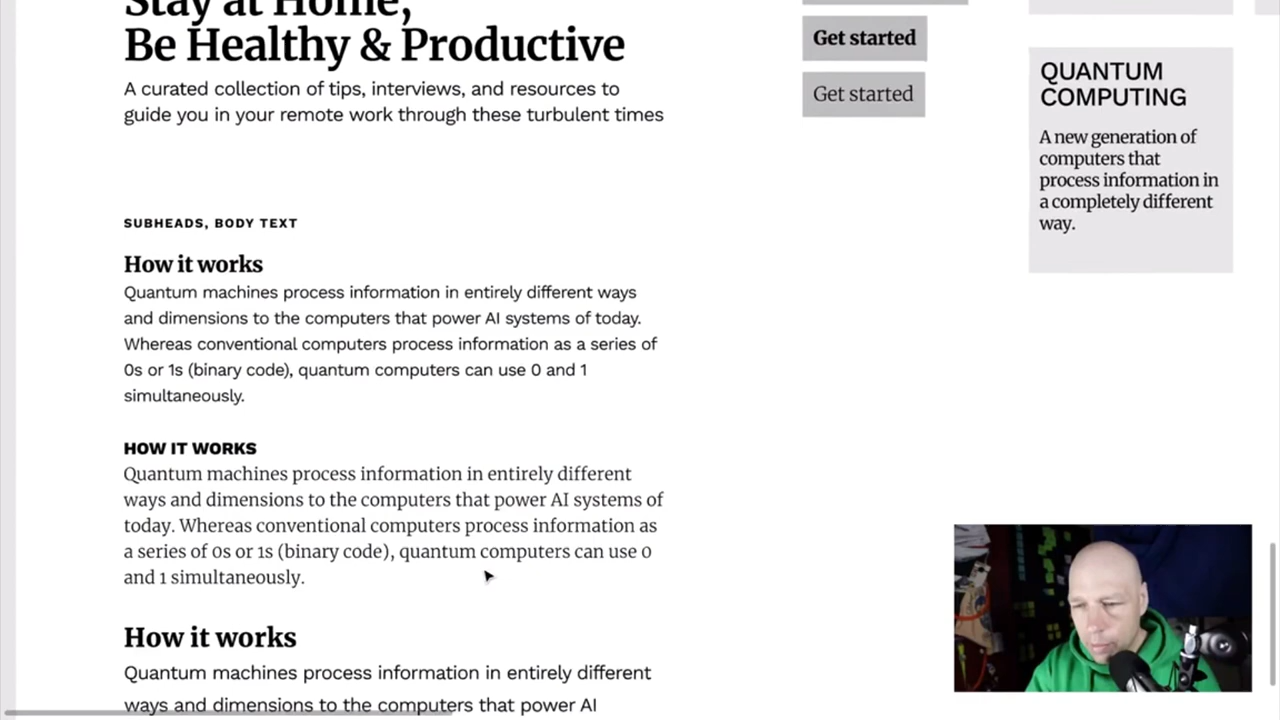 Stay at Home,
Be Healthy & Productive
A curated collection of tips, interviews, and resources to
guide you in your remote work through these turbulent times
SUBHEADS, BODY TEXT
How it works
Quantum machines process information in entirely different ways
and dimensions to the computers that power AI systems of today.
Whereas conventional computers process information as a series of
0s or 1s (binary code), quantum computers can use 0 and 1
simultaneously.
HOW IT WORKS
Quantum machines process information in entirely different
ways and dimensions to the computers that power AI systems of
today. Whereas conventional computers process information as
a series of 0s or 1s (binary code), quantum computers can use 0
and 1 simultaneously.
How it works
Quantum machines process information in entirely different
ways and dimensions to the computers that power AI
Get started
Get started
QUANTUM
COMPUTING
A new generation of
computers that
process information in
a completely different
way.